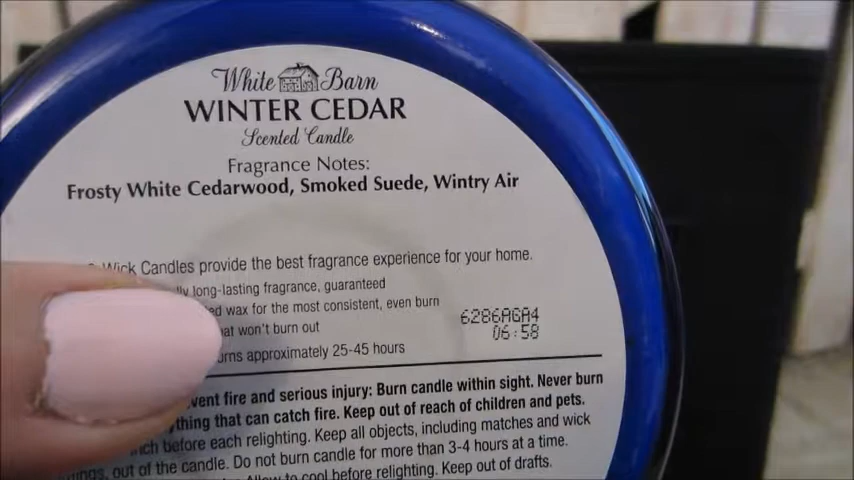 White Barn
WINTER CEDAR
Scented Candle
Fragrance Notes:
Frosty White Cedarwood, Smoked Suede, Wintry Air
Wick Candles provide the best fragrance experience for your home.
long-lasting fragrance, guaranteed
wax for the most consistent, even burn
won't burn out
approximately 25-45 hours
6286AGA4
06:58
fire and serious injury: Burn candle within sight. Never burn
that can catch fire. Keep out of reach of children and pets.
before each relighting. Keep all objects, including matches and wick
out of the candle. Do not burn candle for more than 3-4 hours at a time.
to cool before relighting. Keep out of drafts.